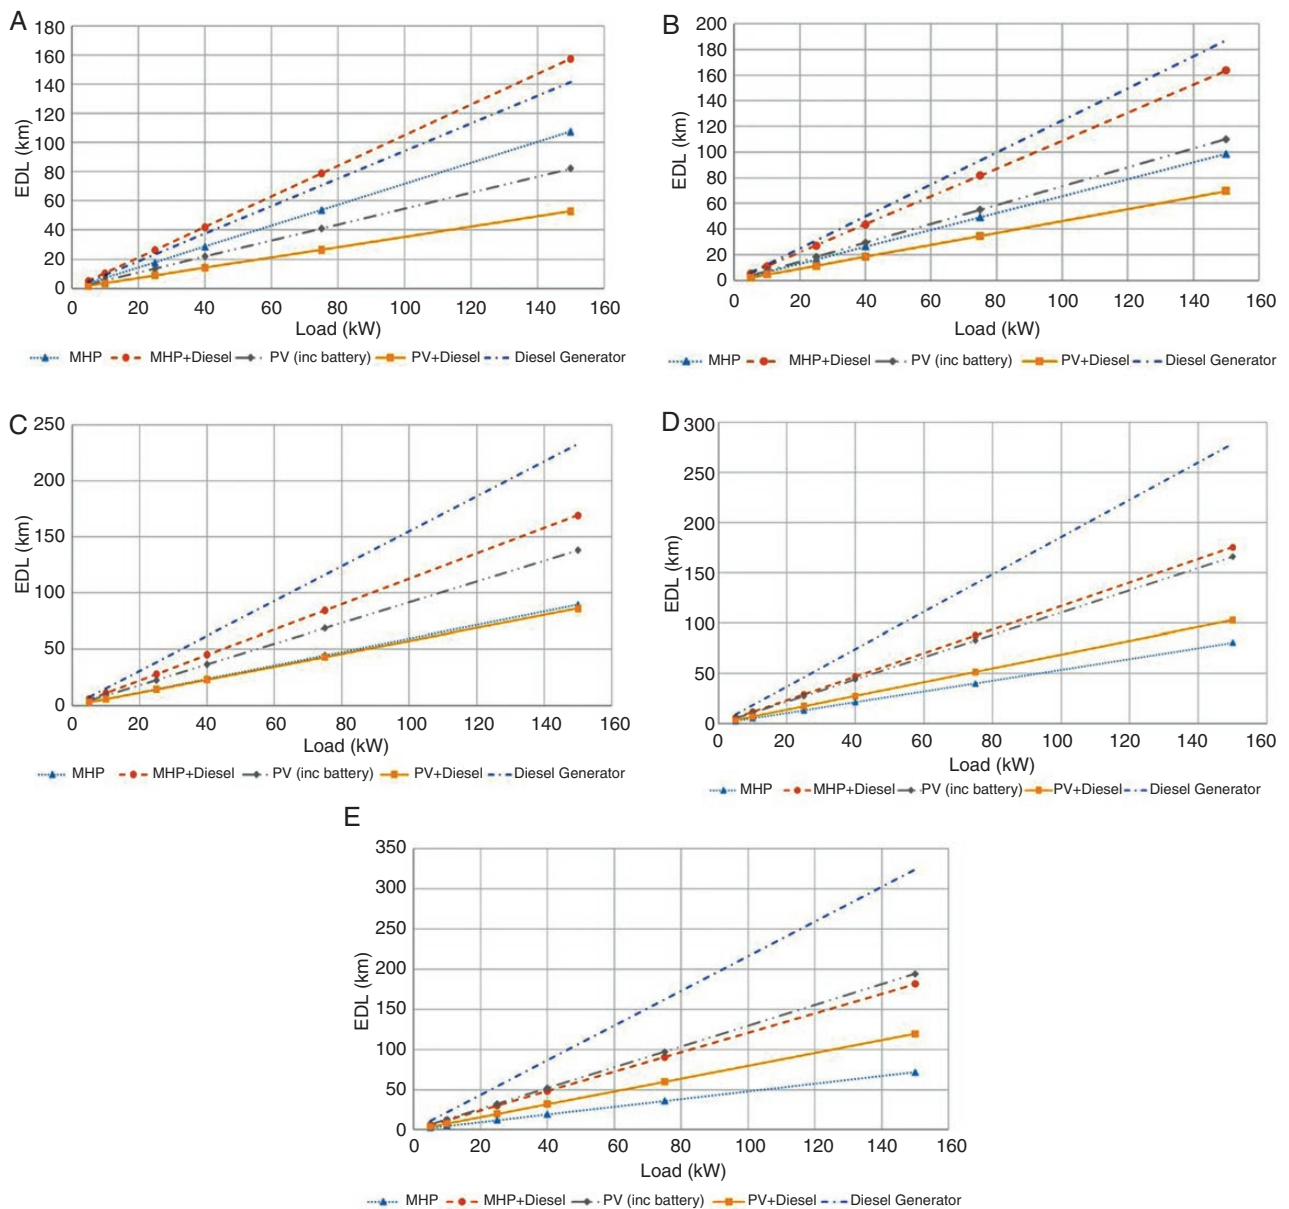 A
180
160
140
120
100
80
60
40
20
0
EDL (km)
0 20 40 60 80 100 120 140 160
Load (kW)
MHP MHP+Diesel PV (inc battery) PV+Diesel Diesel Generator
B
200
180
160
140
120
100
80
60
40
20
0
EDL (km)
0 20 40 60 80 100 120 140 160
Load (kW)
MHP MHP+Diesel PV (inc battery) PV+Diesel Diesel Generator
C
250
200
150
100
50
0
EDL (km)
0 20 40 60 80 100 120 140 160
Load (kW)
MHP MHP+Diesel PV (inc battery) PV+Diesel Diesel Generator
D
300
250
200
150
100
50
0
EDL (km)
0 20 40 60 80 100 120 140 160
Load (kW)
MHP MHP+Diesel PV (inc battery) PV+Diesel Diesel Generator
E
350
300
250
200
150
100
50
0
EDL (km)
0 20 40 60 80 100 120 140 160
Load (kW)
MHP MHP+Diesel PV (inc battery) PV+Diesel Diesel Generator